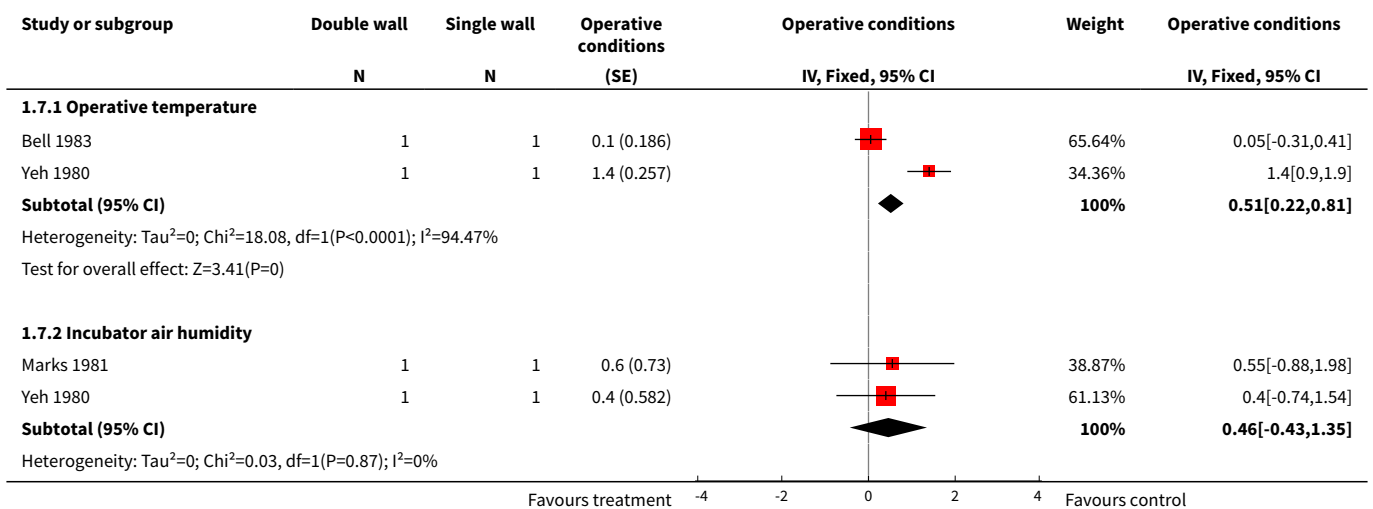 Study or subgroup Double wall Single wall Operative conditions Operative conditions Weight Operative conditions
N N (SE) IV, Fixed, 95% CI IV, Fixed, 95% CI
1.7.1 Operative temperature
Bell 1983 1 1 0.1 (0.186) 65.64% 0.05[-0.31,0.41]
Yeh 1980 1 1 1.4 (0.257) 34.36% 1.4[0.9,1.9]
Subtotal (95% CI) 100% 0.51[0.22,0.81]
Heterogeneity: Tau²=0; Chi²=18.08, df=1(P<0.0001); I²=94.47%
Test for overall effect: Z=3.41(P=0)
1.7.2 Incubator air humidity
Marks 1981 1 1 0.6 (0.73) 38.87% 0.55[-0.88,1.98]
Yeh 1980 1 1 0.4 (0.582) 61.13% 0.4[-0.74,1.54]
Subtotal (95% CI) 100% 0.46[-0.43,1.35]
Heterogeneity: Tau²=0; Chi²=0.03, df=1(P=0.87); I²=0%
Favours treatment -4 -2 0 2 4 Favours control